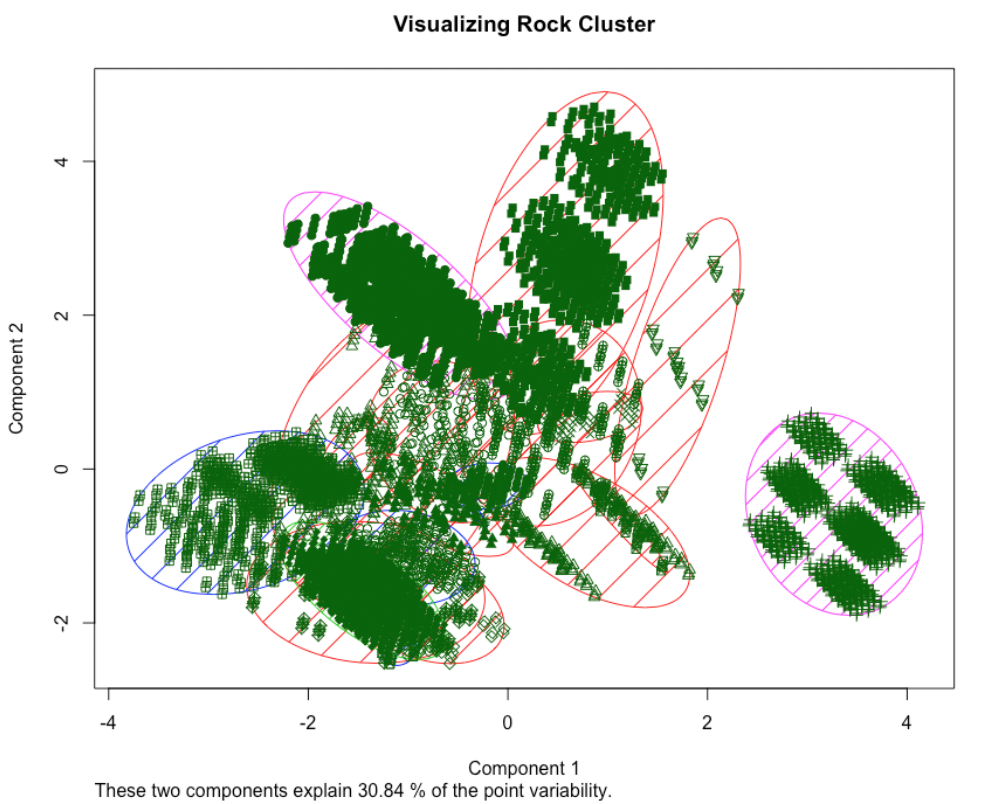 Visualizing Rock Cluster
Component 2
4
2
0
-2
-4
-2
0
2
4
Component 1
These two components explain 30.84 % of the point variability.